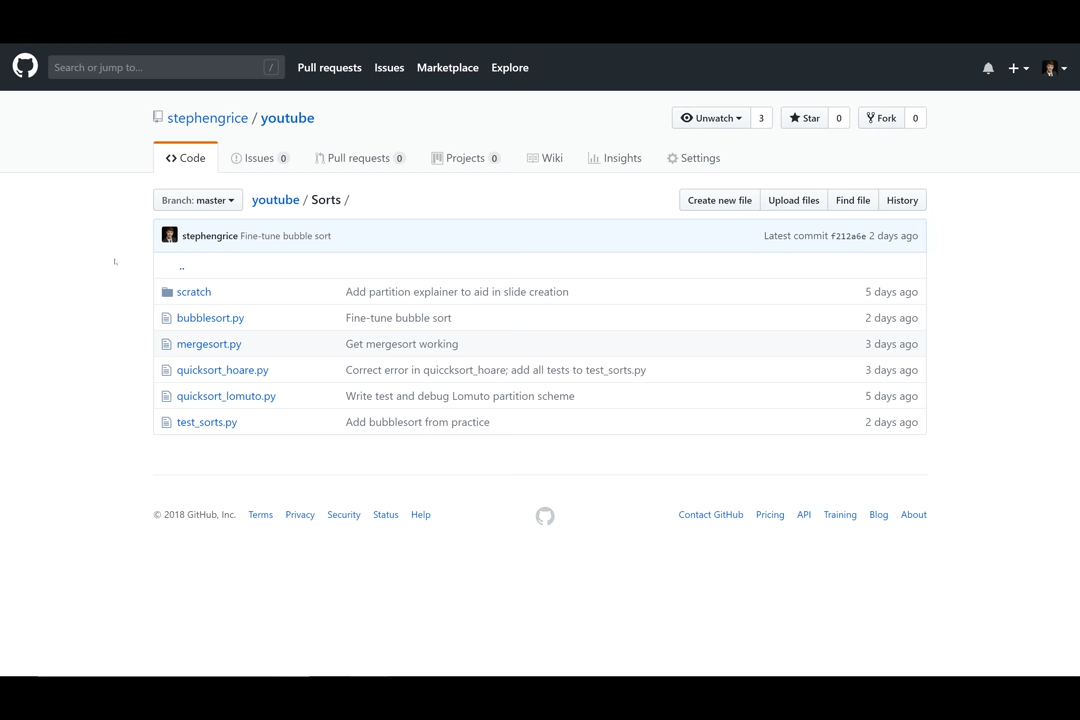 Search or jump to... / Pull requests Issues Marketplace Explore
stephengrice / youtube Unwatch 3 Star 0 Fork 0
Code Issues 0 Pull requests 0 Projects 0 Wiki Insights Settings
Branch: master youtube / Sorts / Create new file Upload files Find file History
stephengrice Fine-tune bubble sort Latest commit f212a6e 2 days ago
..
scratch Add partition explainer to aid in slide creation 5 days ago
bubblesort.py Fine-tune bubble sort 2 days ago
mergesort.py Get mergesort working 3 days ago
quicksort_hoare.py Correct error in quiccksort_hoare; add all tests to test_sorts.py 3 days ago
quicksort_lomuto.py Write test and debug Lomuto partition scheme 5 days ago
test_sorts.py Add bubblesort from practice 2 days ago
© 2018 GitHub, Inc. Terms Privacy Security Status Help Contact GitHub Pricing API Training Blog About